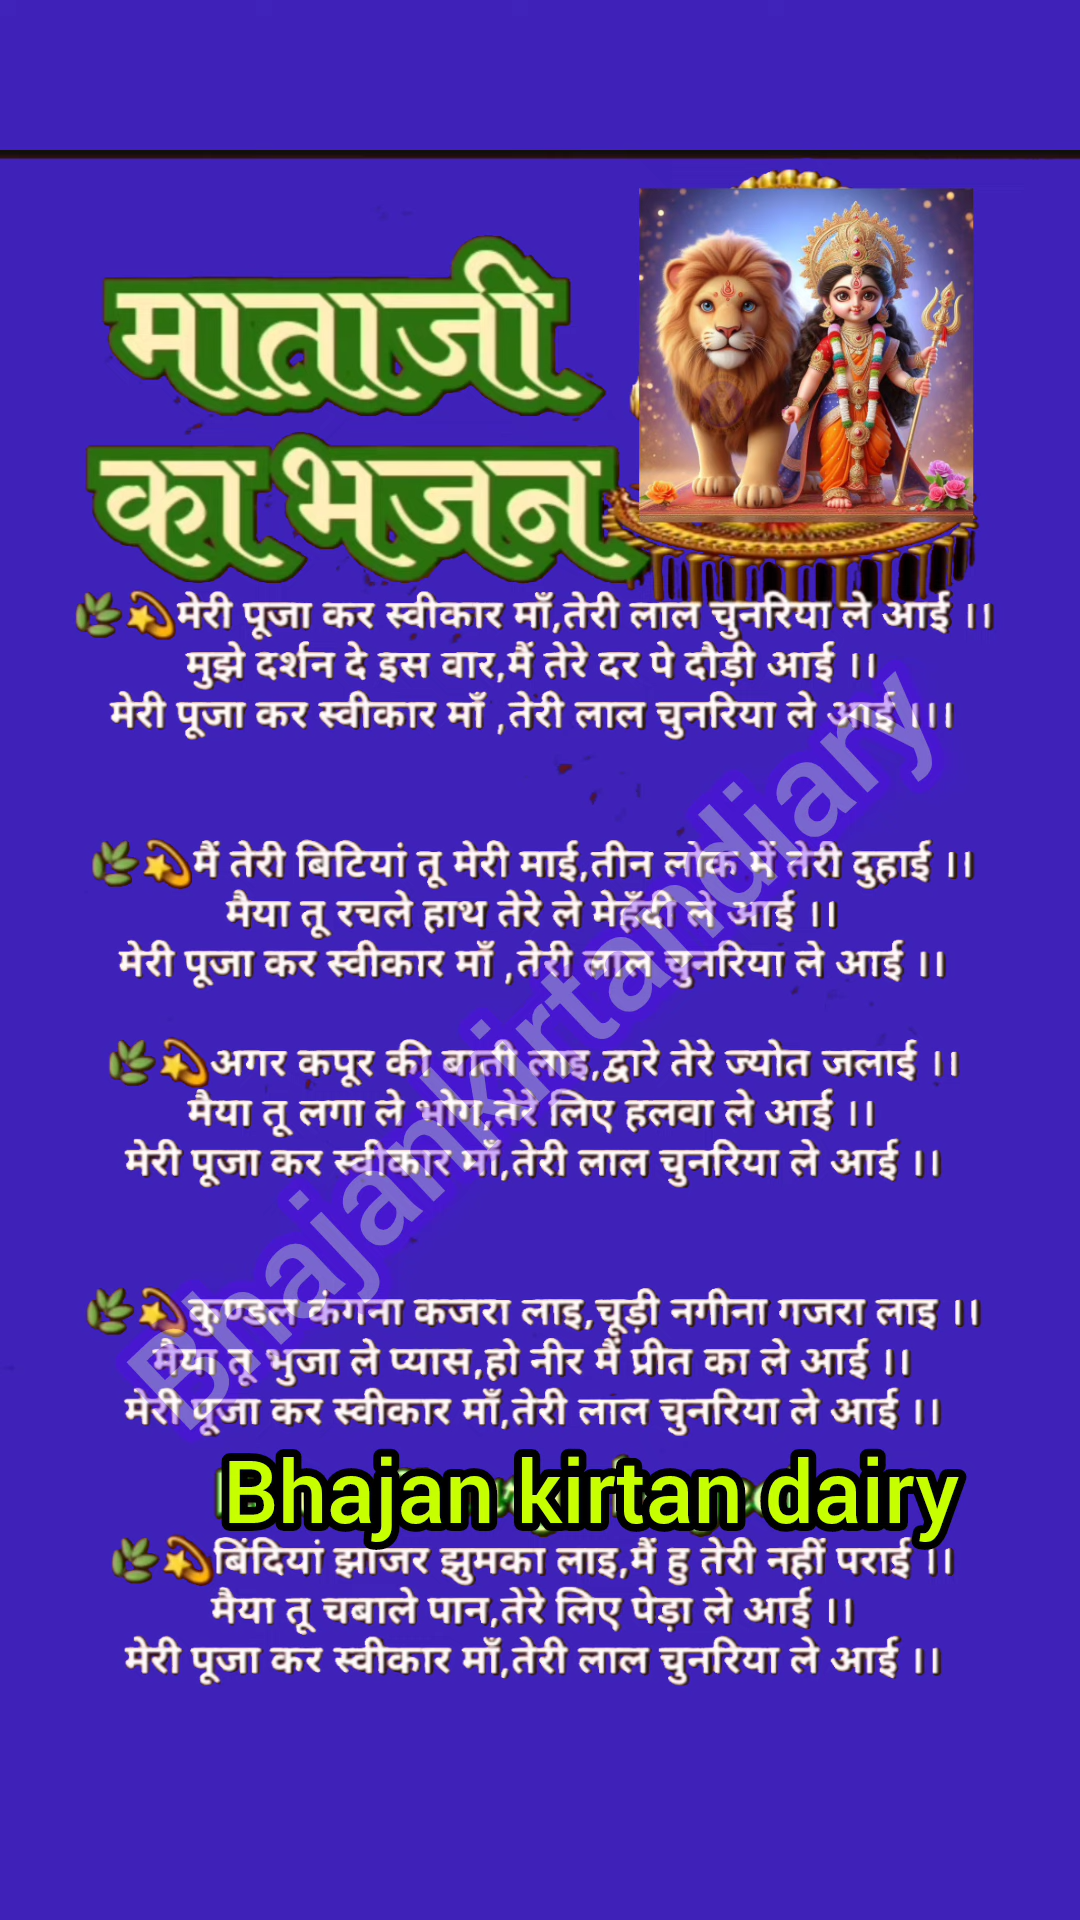 माताजी
का भजन
🌿💫मेरी पूजा कर स्वीकार माँ,तेरी लाल चुनरिया ले आई ।।
मुझे दर्शन दे इस वार,मैं तेरे दर पे दौड़ी आई ।।
मेरी पूजा कर स्वीकार माँ ,तेरी लाल चुनरिया ले आई ।।।
🌿💫मैं तेरी बिटियां तू मेरी माई,तीन लोक में तेरी दुहाई ।।
मैया तू रचले हाथ तेरे ले मेहँदी ले आई ।।
मेरी पूजा कर स्वीकार माँ ,तेरी लाल चुनरिया ले आई ।।
🌿💫अगर कपूर की बाती लाइ,द्वारे तेरे ज्योत जलाई ।।
मैया तू लगा ले भोग,तेरे लिए हलवा ले आई ।।
मेरी पूजा कर स्वीकार माँ,तेरी लाल चुनरिया ले आई ।।
🌿💫कुण्डल कंगना कजरा लाइ,चूड़ी नगीना गजरा लाइ ।।
मैया तू भुजा ले प्यास,हो नीर मैं प्रीत का ले आई ।।
मेरी पूजा कर स्वीकार माँ,तेरी लाल चुनरिया ले आई ।।
Bhajan kirtan dairy
🌿💫बिंदियां झांजर झुमका लाइ,मैं हु तेरी नहीं पराई ।।
मैया तू चबाले पान,तेरे लिए पेड़ा ले आई ।।
मेरी पूजा कर स्वीकार माँ,तेरी लाल चुनरिया ले आई ।।
Bhajankirtandiary